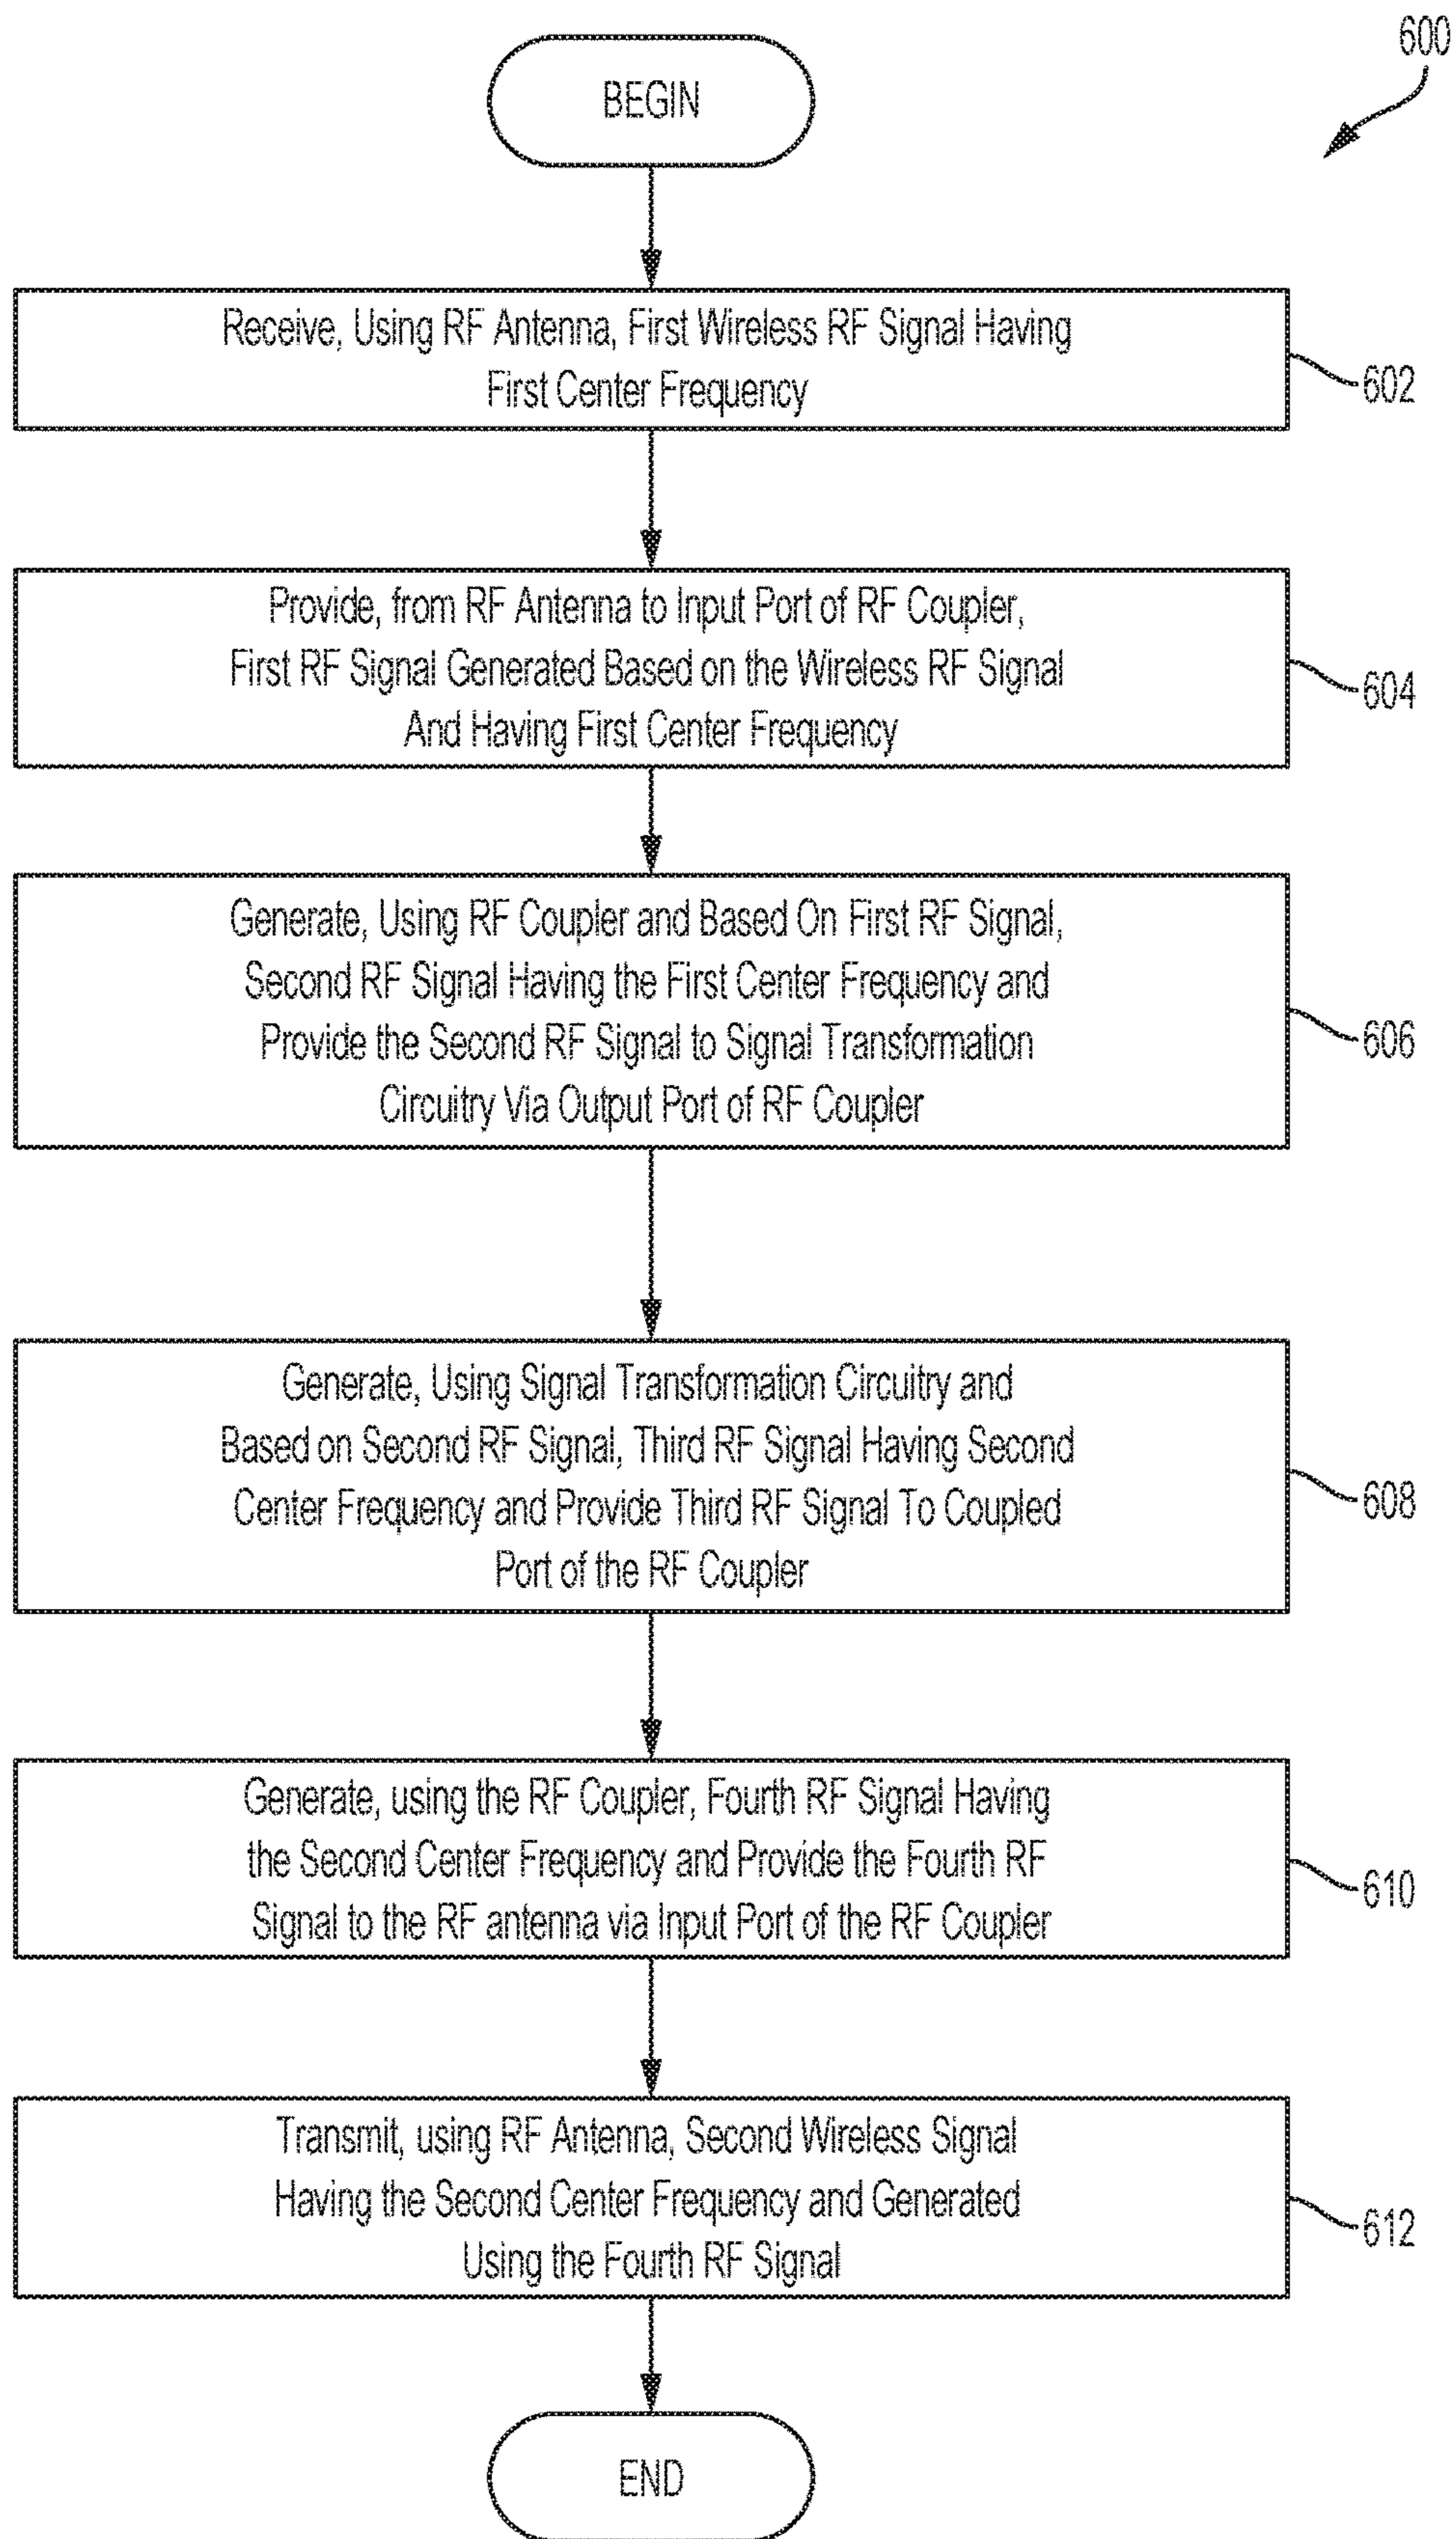 600
BEGIN
Receive, Using RF Antenna, First Wireless RF Signal Having
First Center Frequency
602
Provide, from RF Antenna to Input Port of RF Coupler,
First RF Signal Generated Based on the Wireless RF Signal
And Having First Center Frequency
604
Generate, Using RF Coupler and Based On First RF Signal,
Second RF Signal Having the First Center Frequency and
Provide the Second RF Signal to Signal Transformation
Circuitry Via Output Port of RF Coupler
606
Generate, Using Signal Transformation Circuitry and
Based on Second RF Signal, Third RF Signal Having Second
Center Frequency and Provide Third RF Signal To Coupled
Port of the RF Coupler
608
Generate, using the RF Coupler, Fourth RF Signal Having
the Second Center Frequency and Provide the Fourth RF
Signal to the RF antenna via Input Port of the RF Coupler
610
Transmit, using RF Antenna, Second Wireless Signal
Having the Second Center Frequency and Generated
Using the Fourth RF Signal
612
END